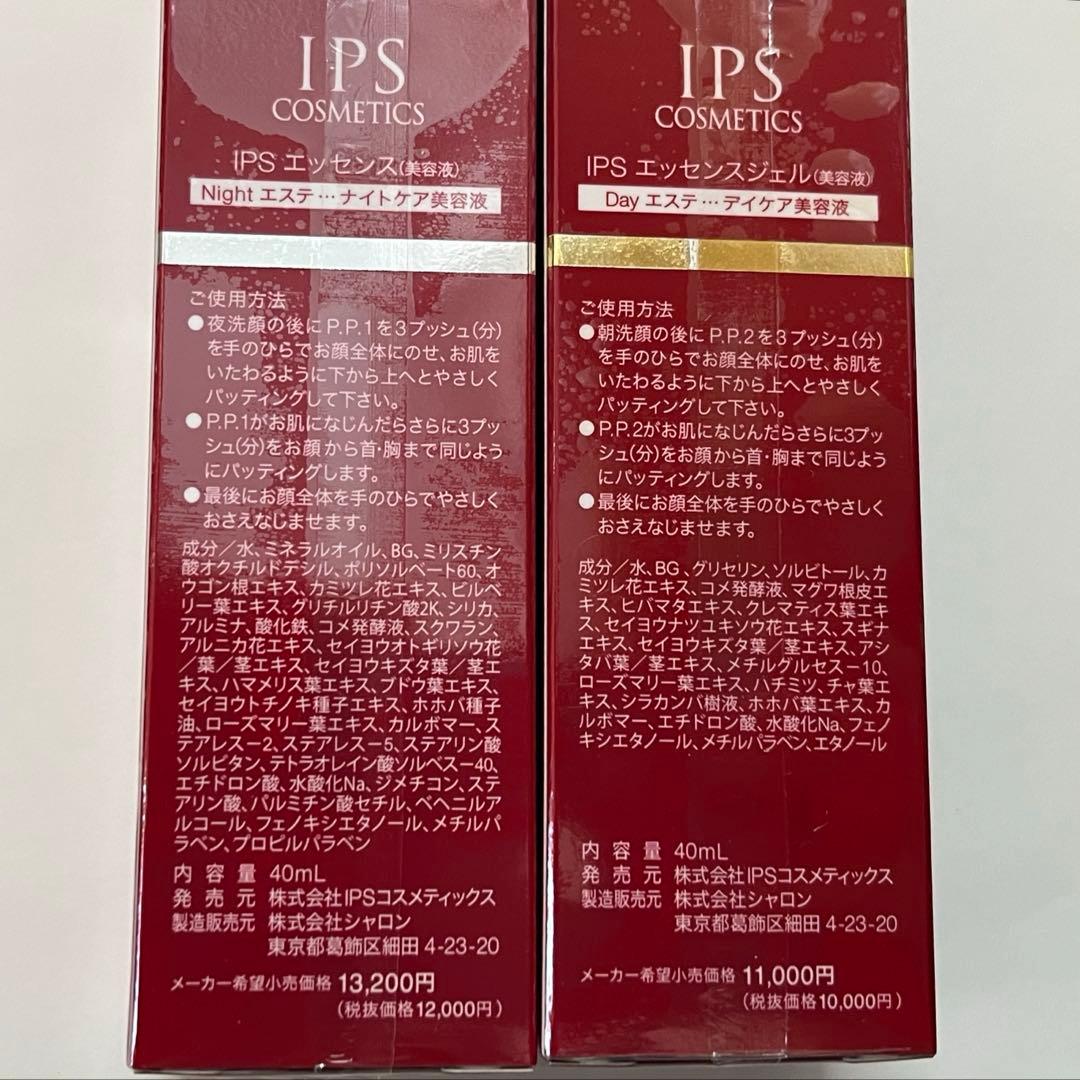 IPS
COSMETICS
IPS エッセンス(美容液)
Night エステ…ナイトケア美容液
ご使用方法
●夜洗顔の後にP.P.1を3プッシュ(分)
を手のひらでお顔全体にのせ、お肌を
いたわるように下から上へとやさしく
パッティングして下さい。
●P.P.1がお肌になじんだらさらに3プッ
シュ(分)をお顔から首・胸まで同じよう
にパッティングします。
●最後にお顔全体を手のひらでやさしく
おさえなじませます。
成分/水、ミネラルオイル、BG、ミリスチン
酸オクチルドデシル、ポリソルベート60、オ
ウゴン根エキス、カミツレ花エキス、ビルベ
リー葉エキス、グリチルリチン酸2K、シリカ、
アルミナ、酸化鉄、コメ発酵液、スクワラン、
アルニカ花エキス、セイヨウオトギリソウ花
/葉/茎エキス、セイヨウキズタ葉/茎エ
キス、ハマメリス葉エキス、ブドウ葉エキス、
セイヨウトチノキ種子エキス、ホホバ種子
油、ローズマリー葉エキス、カルボマー、ス
テアレス-2、ステアレス-5、ステアリン酸
ソルビタン、テトラオレイン酸ソルベス-40、
エチドロン酸、水酸化Na、ジメチコン、ステ
アリン酸、パルミチン酸セチル、ベヘニルア
ルコール、フェノキシエタノール、メチルパ
ラベン、プロピルパラベン
内容量 40mL
発売元 株式会社IPSコスメティックス
製造販売元 株式会社シャロン
東京都葛飾区細田 4-23-20
メーカー希望小売価格 13,200円
(税抜価格12,000円)
IPS
COSMETICS
IPS エッセンスジェル(美容液)
Day エステ…デイケア美容液
ご使用方法
●朝洗顔の後にP.P.2を3プッシュ(分)
を手のひらでお顔全体にのせ、お肌を
いたわるように下から上へとやさしく
パッティングして下さい。
●P.P.2がお肌になじんだらさらに3プッ
シュ(分)をお顔から首・胸まで同じよう
にパッティングします。
●最後にお顔全体を手のひらでやさしく
おさえなじませます。
成分/水、BG、グリセリン、ソルビトール、カ
ミツレ花エキス、コメ発酵液、マグワ根皮エ
キス、ヒバマタエキス、クレマティス葉エキ
ス、セイヨウナツユキソウ花エキス、スギナ
エキス、セイヨウキズタ葉/茎エキス、アシ
タバ葉/茎エキス、メチルグルセス-10、
ローズマリー葉エキス、ハチミツ、チャ葉エ
キス、シラカンバ樹液、ホホバ葉エキス、カ
ルボマー、エチドロン酸、水酸化Na、フェノ
キシエタノール、メチルパラベン、エタノール
内容量 40mL
発売元 株式会社IPSコスメティックス
製造販売元 株式会社シャロン
東京都葛飾区細田 4-23-20
メーカー希望小売価格 11,000円
(税抜価格10,000円)